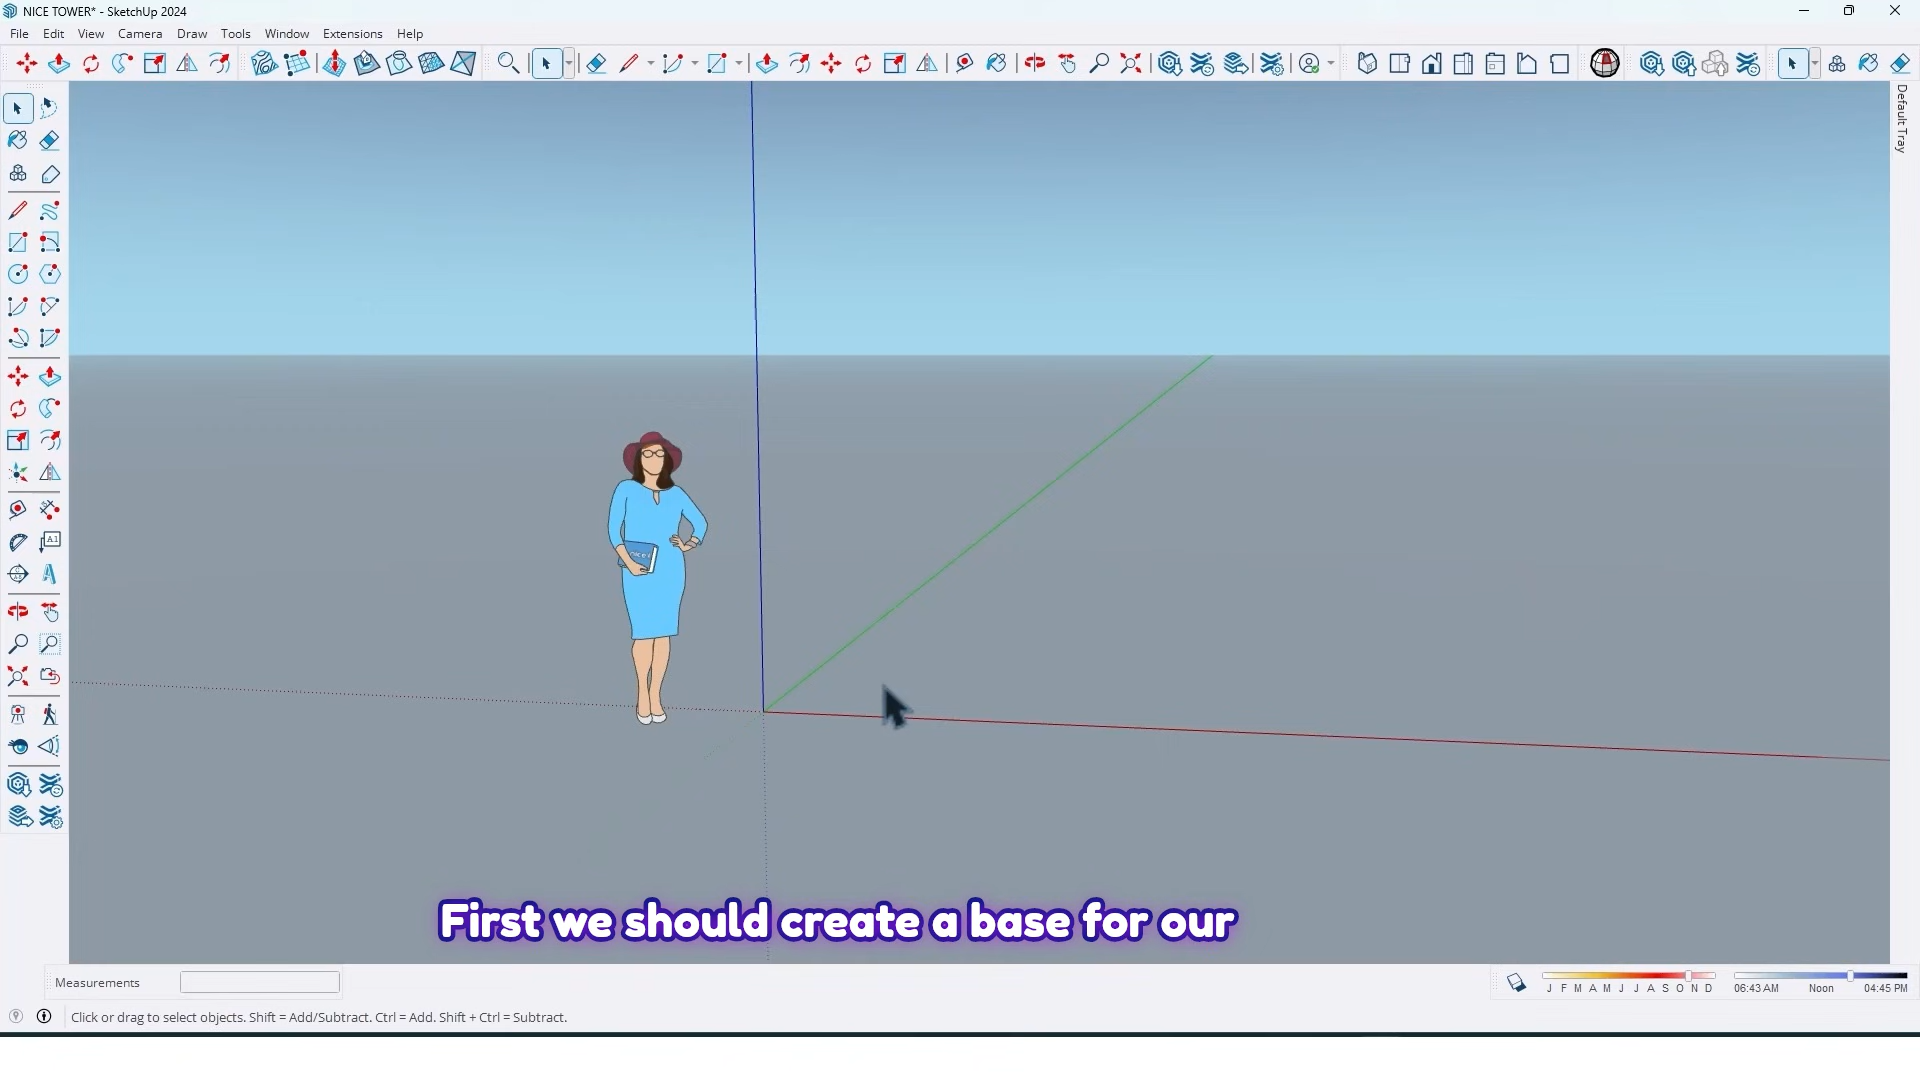 NICE TOWER* - SketchUp 2024
File Edit View Camera Draw Tools Window Help Extensions Help
Default Tray
A1
First we should create a base for our
Measurements
J F M A M J J A S O N D
06:43 AM Noon 04:45 PM
Click or drag to select objects. Shift = Add/Subtract. Ctrl = Add. Shift + Ctrl = Subtract.